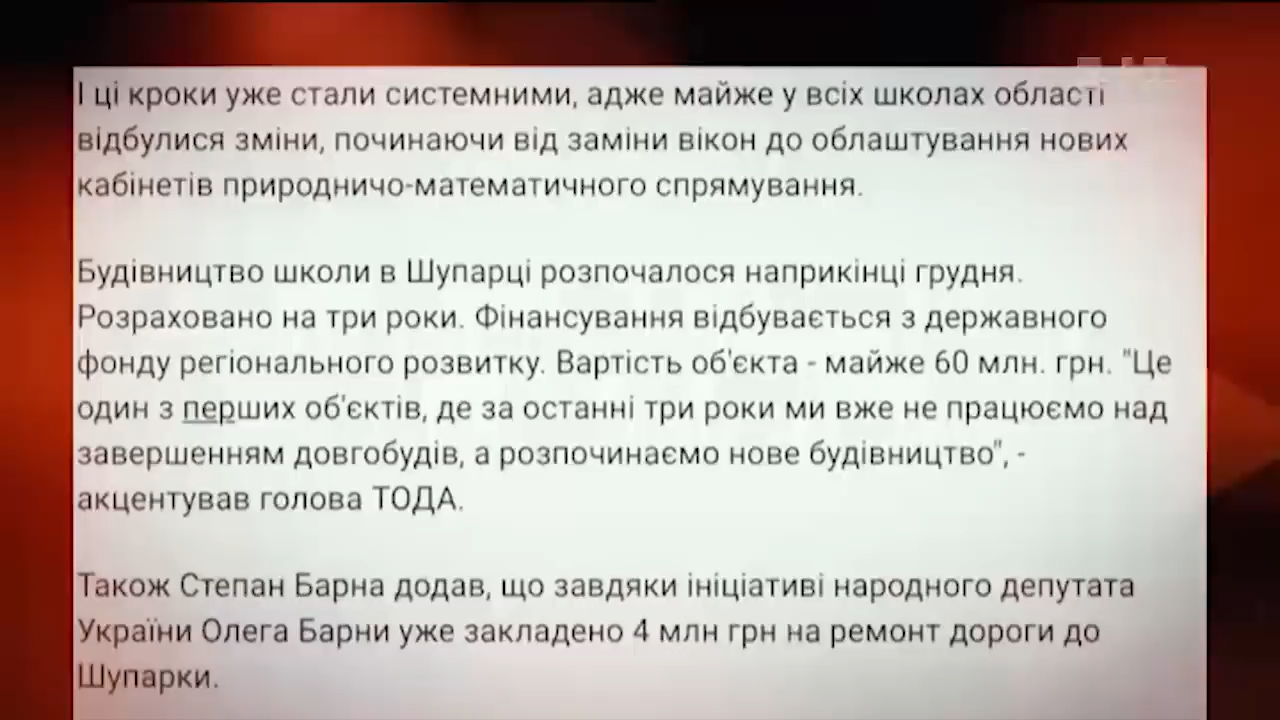 І ці кроки уже стали системними, адже майже у всіх школах області
відбулися зміни, починаючи від заміни вікон до облаштування нових
кабінетів природничо-математичного спрямування.
Будівництво школи в Шупарці розпочалося наприкінці грудня.
Розраховано на три роки. Фінансування відбувається з державного
фонду регіонального розвитку. Вартість об'єкта - майже 60 млн. грн. "Це
один з перших об'єктів, де за останні три роки ми вже не працюємо над
завершенням довгобудів, а розпочинаємо нове будівництво", -
акцентував голова ТОДА.
Також Степан Барна додав, що завдяки ініціативі народного депутата
України Олега Барни уже закладено 4 млн грн на ремонт дороги до
Шупарки.